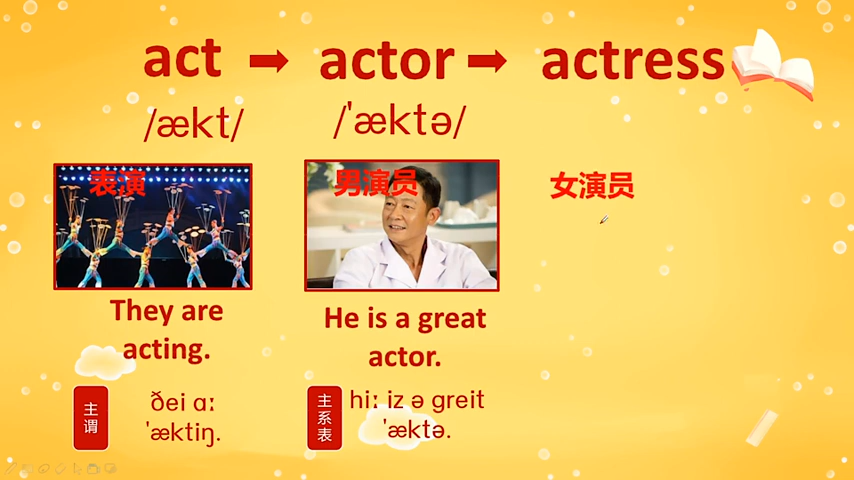 act ➡ actor ➡ actress
/ækt/ /ˈæktə/
表演 男演员 女演员
They are
acting.
He is a great
actor.
主谓
ðei ɑː
ˈæktiŋ.
主系表
hiː iz ə ɡreit
ˈæktə.